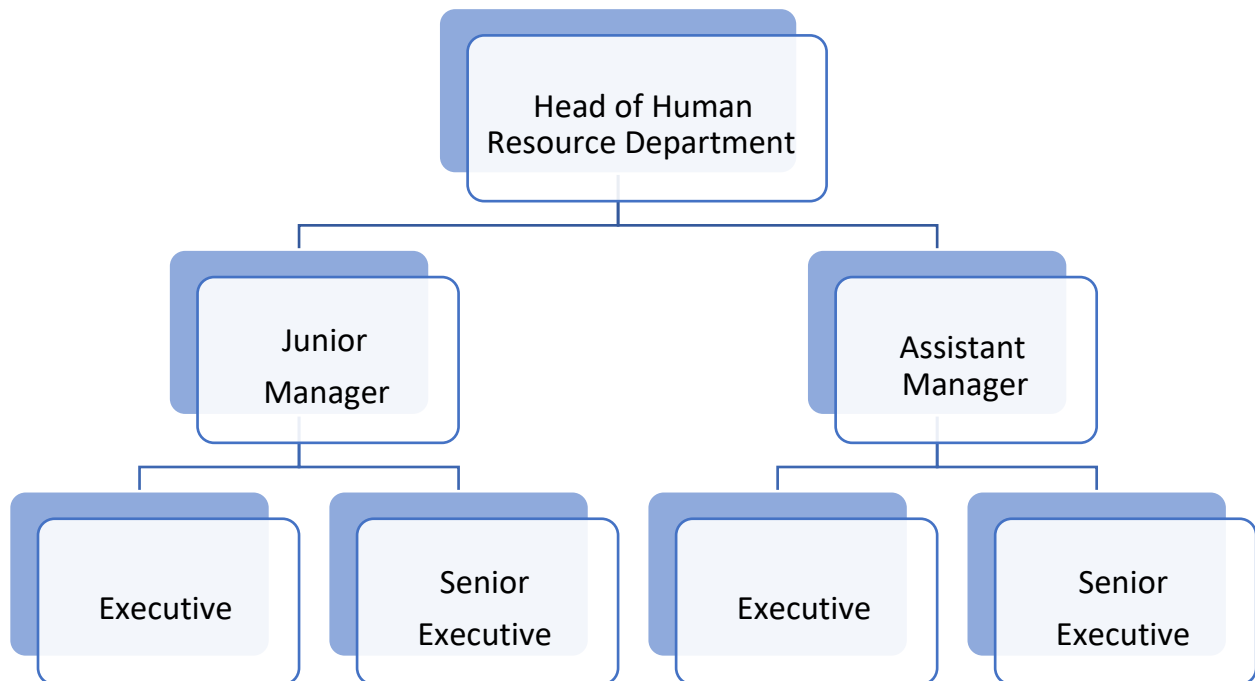 Head of Human
Resource Department
Junior
Manager
Assistant
Manager
Executive
Senior
Executive
Executive
Senior
Executive